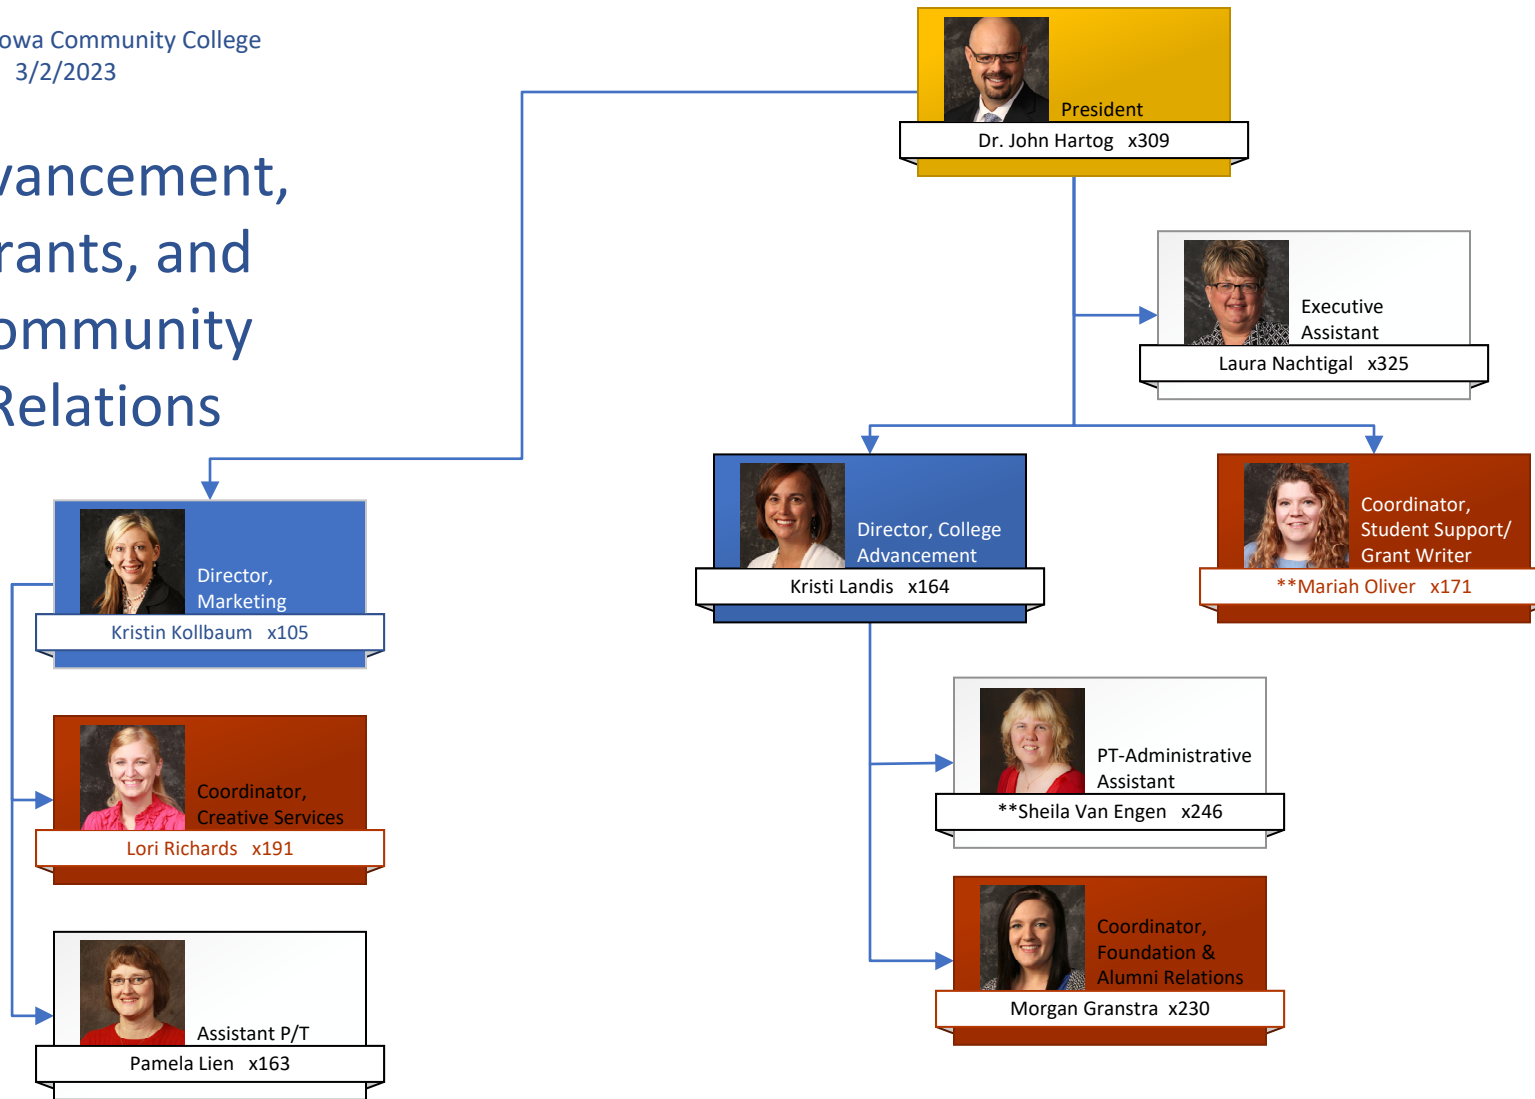 owa Community College
3/2/2023
vancement,
rants, and
ommunity
Relations
President
Dr. John Hartog x309
Executive
Assistant
Laura Nachtigal x325
Director,
Marketing
Kristin Kollbaum x105
Director, College
Advancement
Kristi Landis x164
Coordinator,
Student Support/
Grant Writer
**Mariah Oliver x171
Coordinator,
Creative Services
Lori Richards x191
PT-Administrative
Assistant
**Sheila Van Engen x246
Coordinator,
Foundation &
Alumni Relations
Morgan Granstra x230
Assistant P/T
Pamela Lien x163